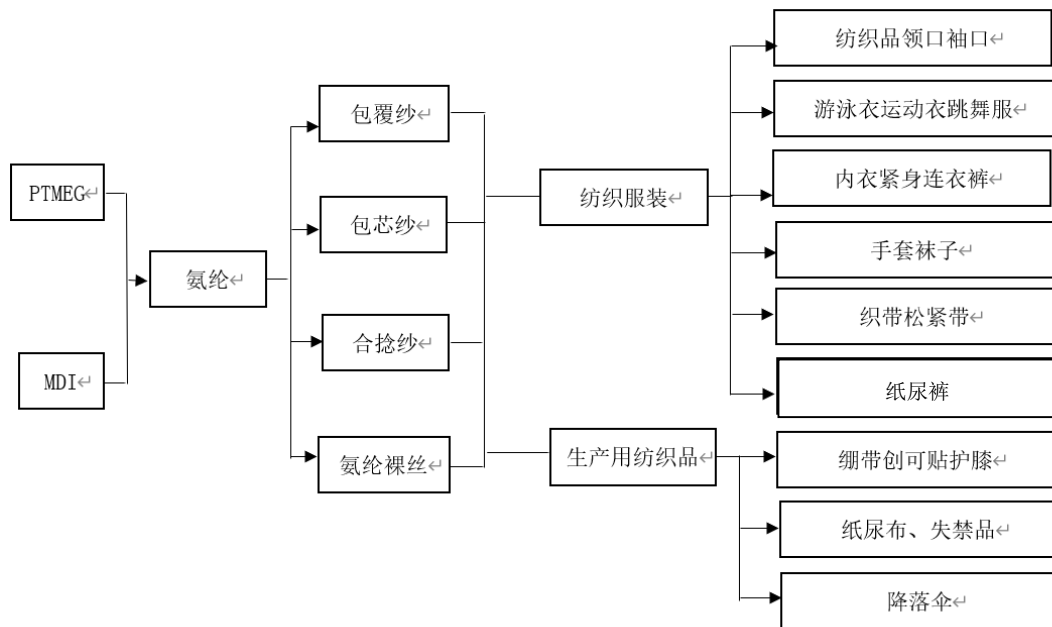 PTMEG
MDI
氨纶
包覆纱
包芯纱
合捻纱
氨纶裸丝
纺织服装
生产用纺织品
纺织品领口袖口
游泳衣运动衣跳舞服
内衣紧身连衣裤
手套袜子
织带松紧带
纸尿裤
绷带创可贴护膝
纸尿布、失禁品
降落伞